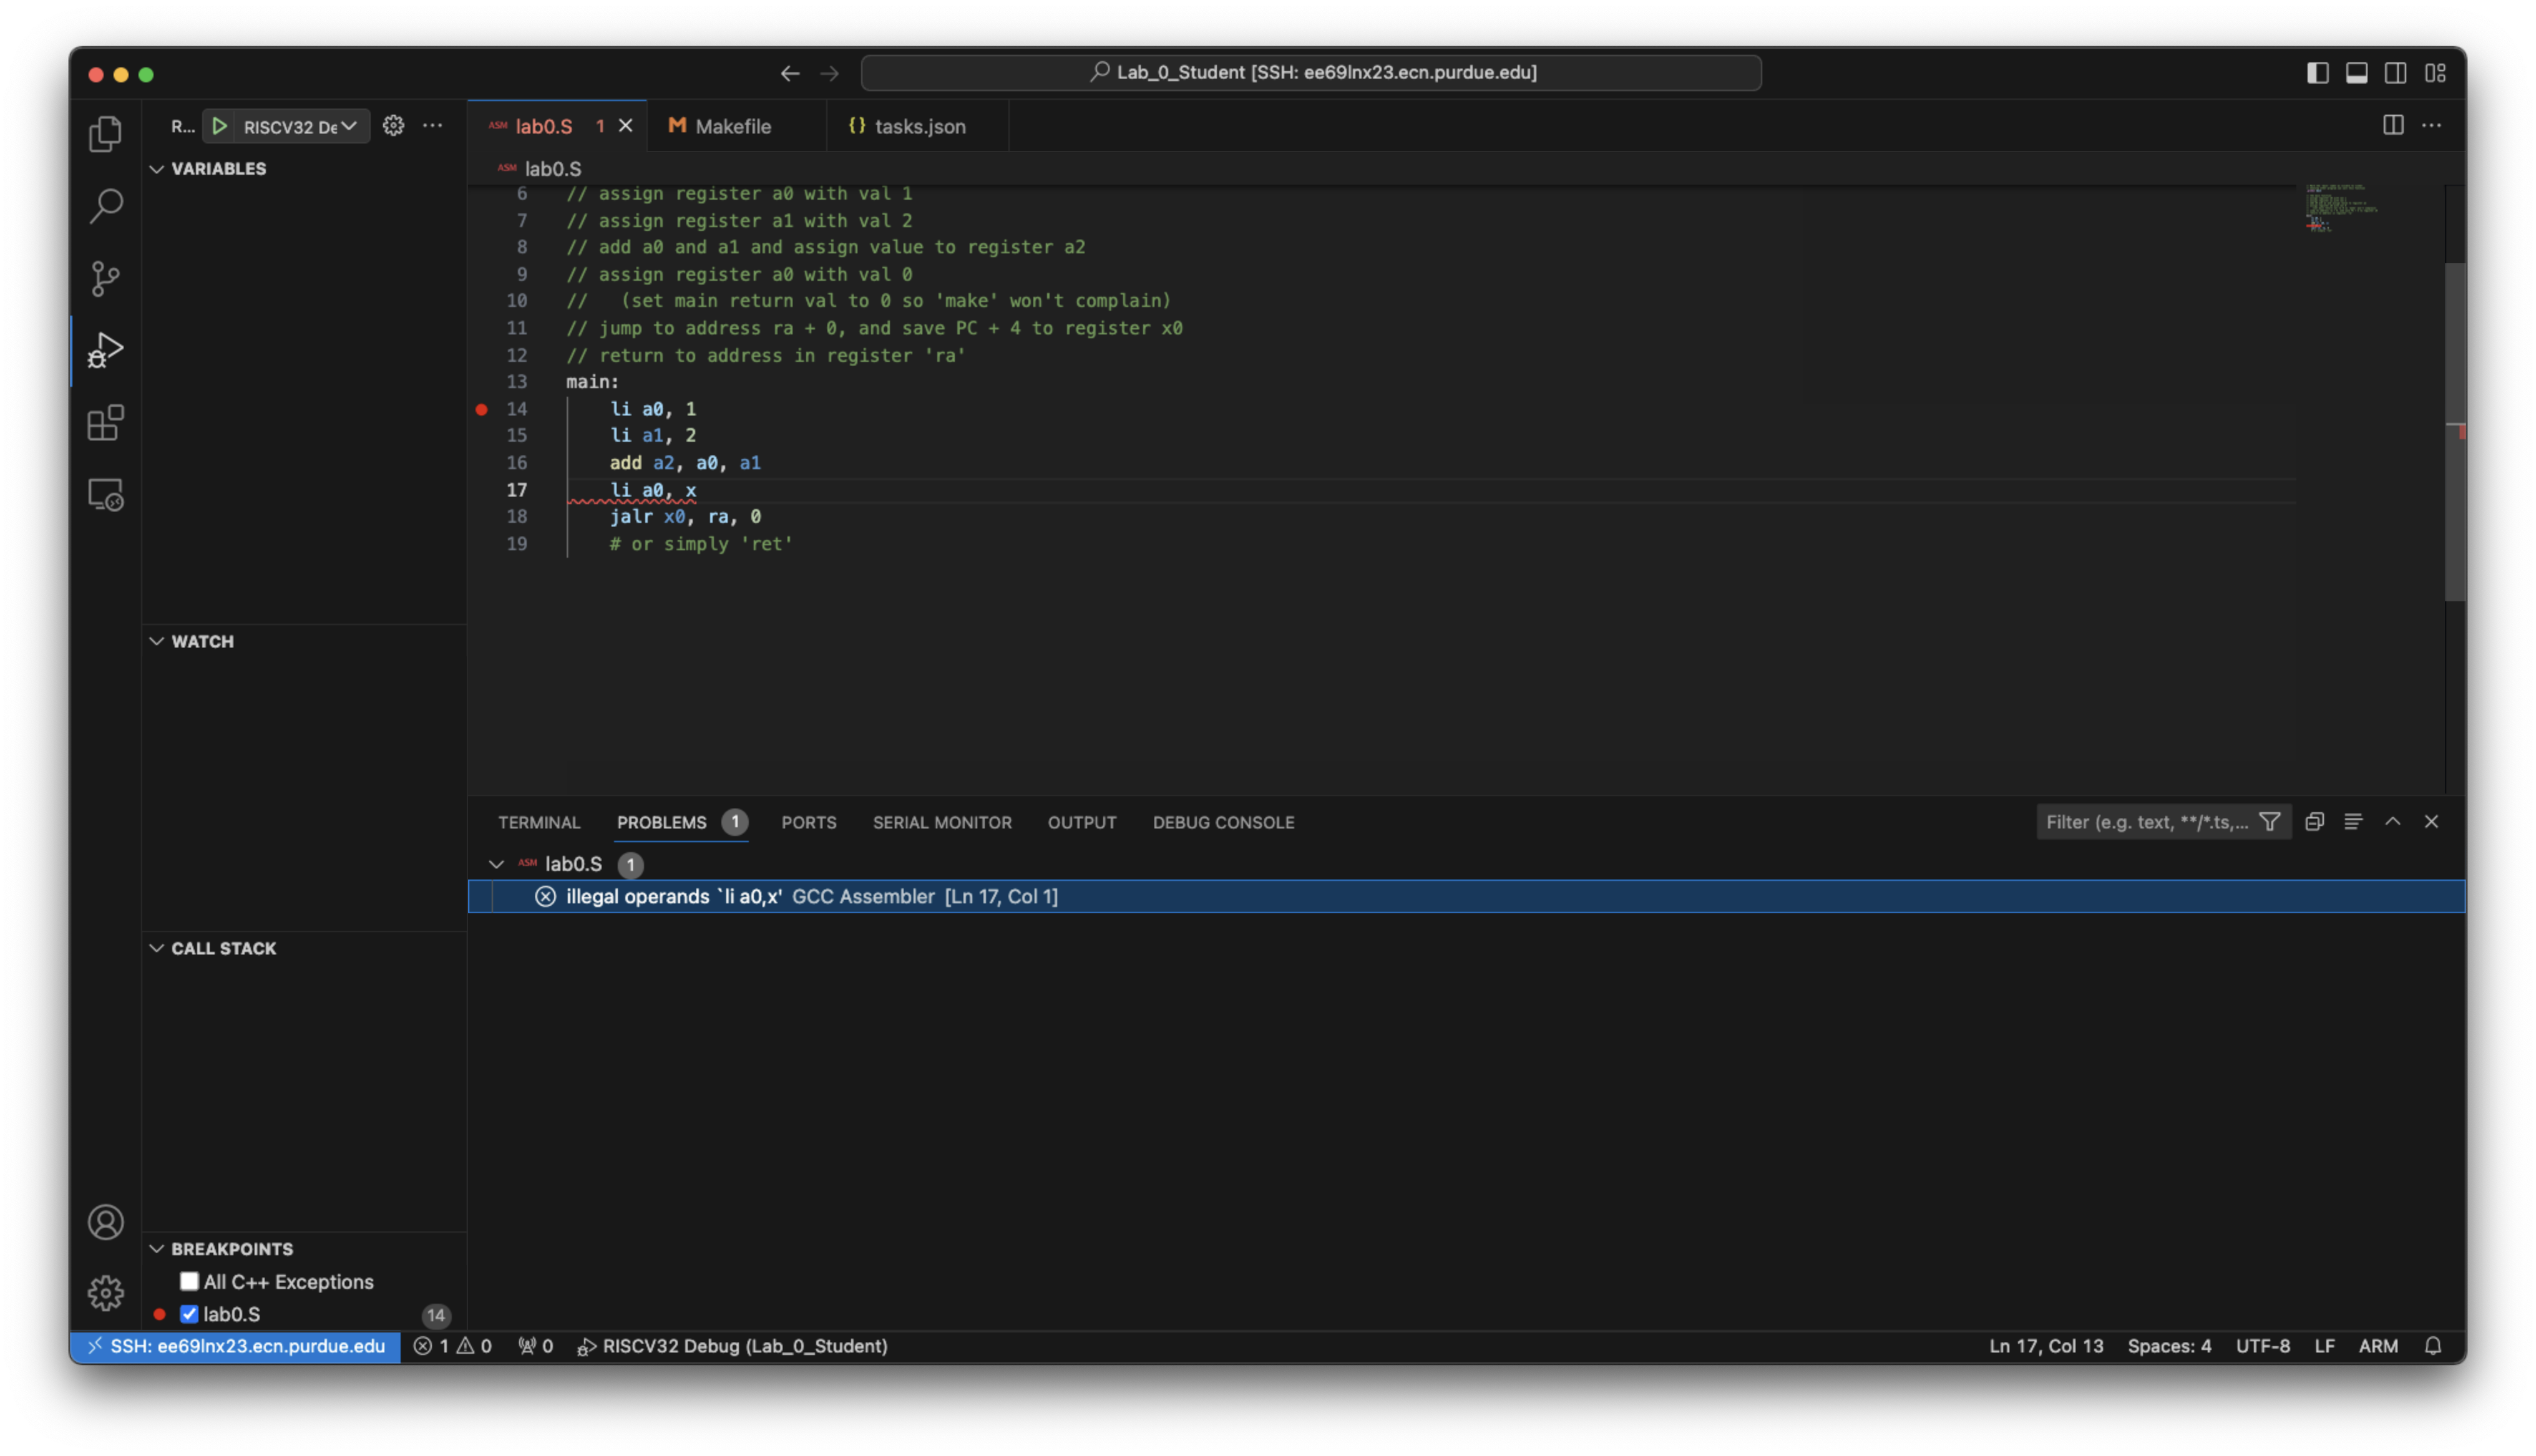 Lab_0_Student [SSH: ee69lnx23.ecn.purdue.edu]
R... RISCV32 De
VARIABLES
WATCH
CALL STACK
BREAKPOINTS
All C++ Exceptions
lab0.S 14
ASM lab0.S 1
M Makefile
{} tasks.json
ASM lab0.S
6 // assign register a0 with val 1
7 // assign register a1 with val 2
8 // add a0 and a1 and assign value to register a2
9 // assign register a0 with val 0
10 //   (set main return val to 0 so 'make' won't complain)
11 // jump to address ra + 0, and save PC + 4 to register x0
12 // return to address in register 'ra'
13 main:
14     li a0, 1
15     li a1, 2
16     add a2, a0, a1
17     li a0, x
18     jalr x0, ra, 0
19     # or simply 'ret'
TERMINAL PROBLEMS 1 PORTS SERIAL MONITOR OUTPUT DEBUG CONSOLE
Filter (e.g. text, **/*.ts,...
ASM lab0.S 1
illegal operands `li a0,x' GCC Assembler [Ln 17, Col 1]
SSH: ee69lnx23.ecn.purdue.edu 1 0 0 RISCV32 Debug (Lab_0_Student) Ln 17, Col 13 Spaces: 4 UTF-8 LF ARM